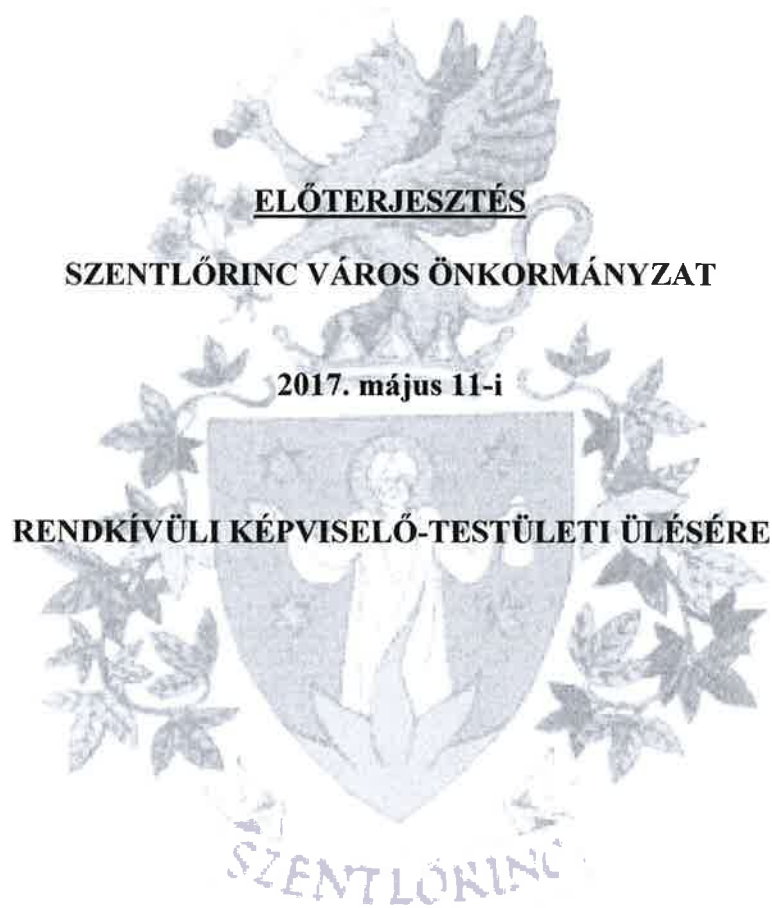 ELŐTERJESZTÉS
SZENTLŐRINC VÁROS ÖNKORMÁNYZAT
2017. május 11-i
RENDKÍVÜLI KÉPVISELŐ-TESTÜLETI ÜLÉSÉRE
SZENTLŐRINC